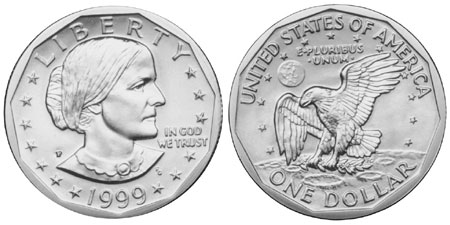 LIBERTY
IN GOD
WE TRUST
P
1999
UNITED STATES OF AMERICA
E·PLURIBUS
·UNUM·
ONE DOLLAR